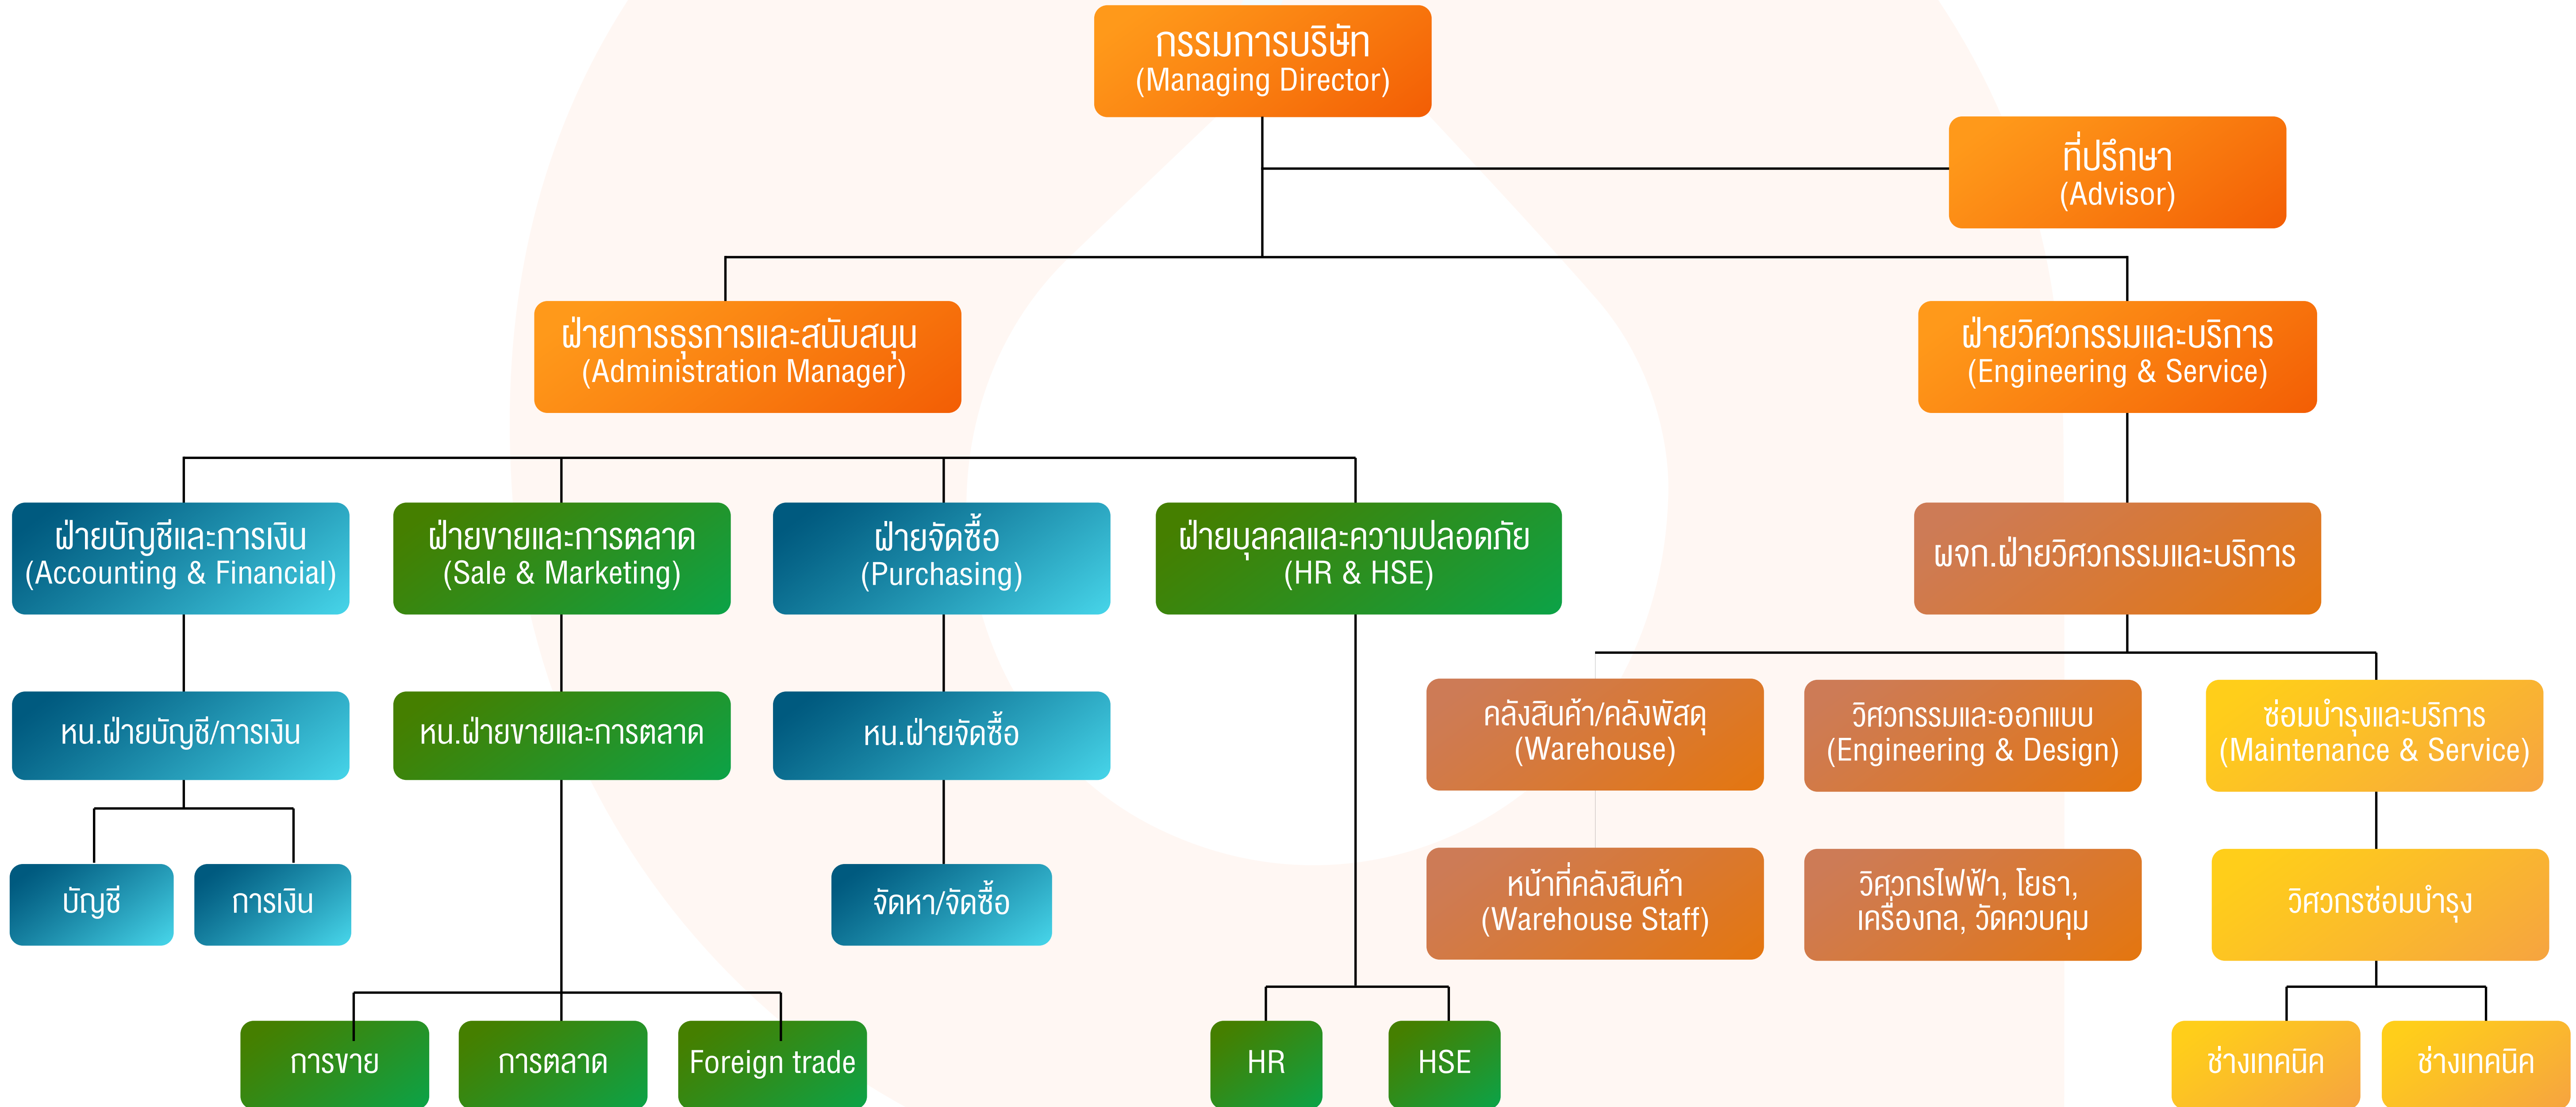 กรรมการบริษัท
(Managing Director)
ที่ปรึกษา
(Advisor)
ฝ่ายการธุรการและสนับสนุน
(Administration Manager)
ฝ่ายวิศวกรรมและบริการ
(Engineering & Service)
ฝ่ายบัญชีและการเงิน
(Accounting & Financial)
ฝ่ายขายและการตลาด
(Sale & Marketing)
ฝ่ายจัดซื้อ
(Purchasing)
ฝ่ายบุลคลและความปลอดภัย
(HR & HSE)
ผจก.ฝ่ายวิศวกรรมและบริการ
หน.ฝ่ายบัญชี/การเงิน
หน.ฝ่ายขายและการตลาด
หน.ฝ่ายจัดซื้อ
คลังสินค้า/คลังพัสดุ
(Warehouse)
วิศวกรรมและออกแบบ
(Engineering & Design)
ซ่อมบำรุงและบริการ
(Maintenance & Service)
บัญชี
การเงิน
จัดหา/จัดซื้อ
หน้าที่คลังสินค้า
(Warehouse Staff)
วิศวกรไฟฟ้า, โยธา,
เครื่องกล, วัดควบคุม
วิศวกรซ่อมบำรุง
การขาย
การตลาด
Foreign trade
HR
HSE
ช่างเทคนิค
ช่างเทคนิค